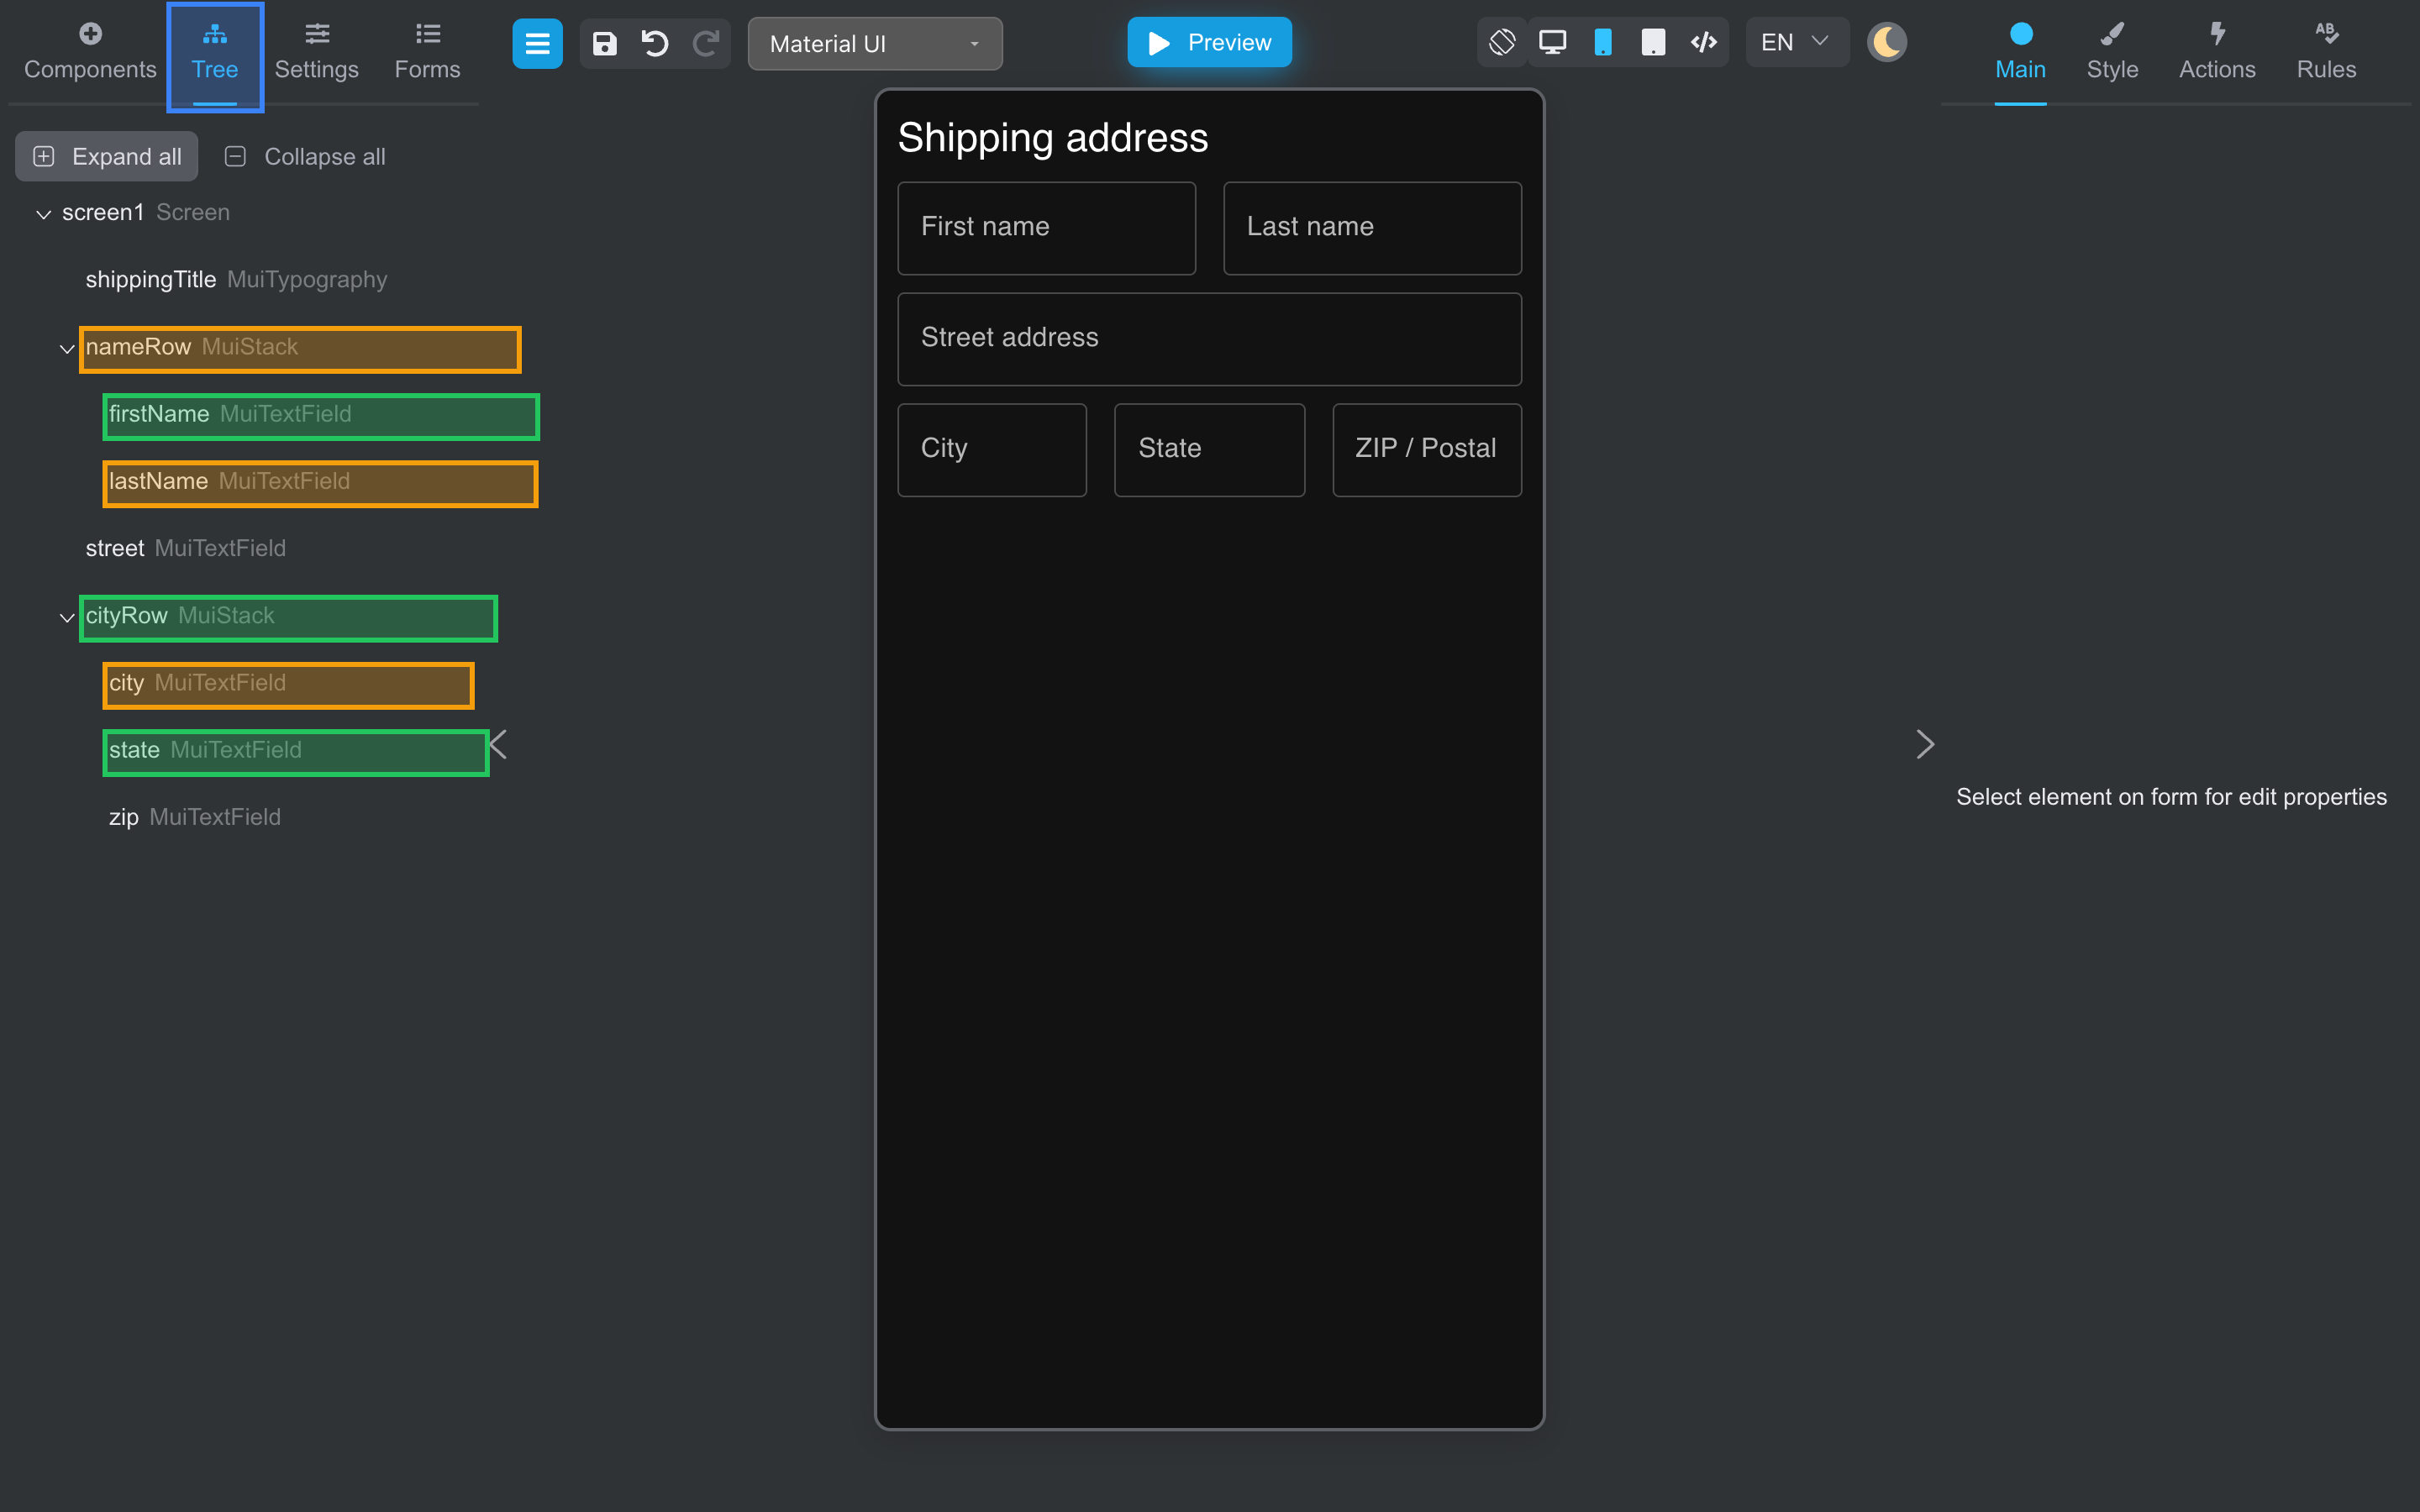 Components Tree Settings Forms Material UI Preview EN Main Style Actions Rules
Expand all Collapse all
screen1 Screen
shippingTitle MuiTypography
nameRow MuiStack
firstName MuiTextField
lastName MuiTextField
street MuiTextField
cityRow MuiStack
city MuiTextField
state MuiTextField
zip MuiTextField
Shipping address
First name Last name
Street address
City State ZIP / Postal
Select element on form for edit properties